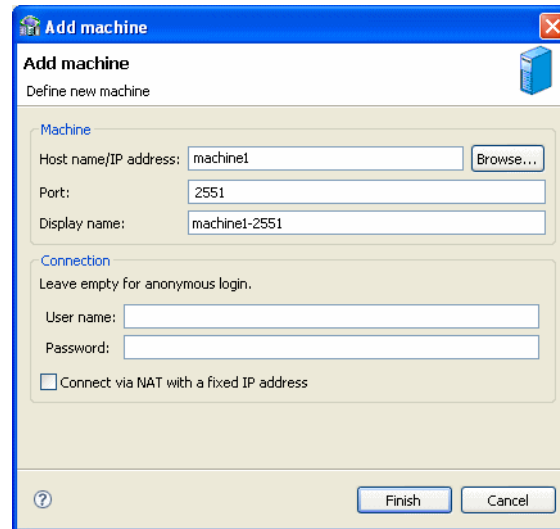 Add machine
Add machine
Define new machine
Machine
Host name/IP address: machine1 Browse...
Port: 2551
Display name: machine1-2551
Connection
Leave empty for anonymous login.
User name:
Password:
Connect via NAT with a fixed IP address
? Finish Cancel